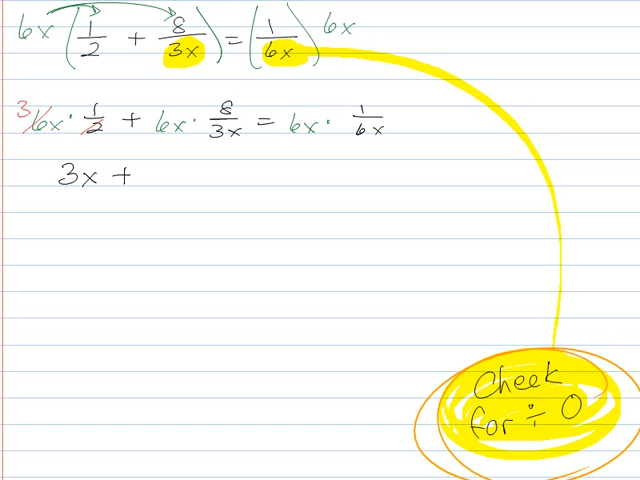 6x ( 1/2 + 8/3x ) = ( 1/6x ) 6x
3 6x · 1/2 + 6x · 8/3x = 6x · 1/6x
3x +
Check
for ÷ 0